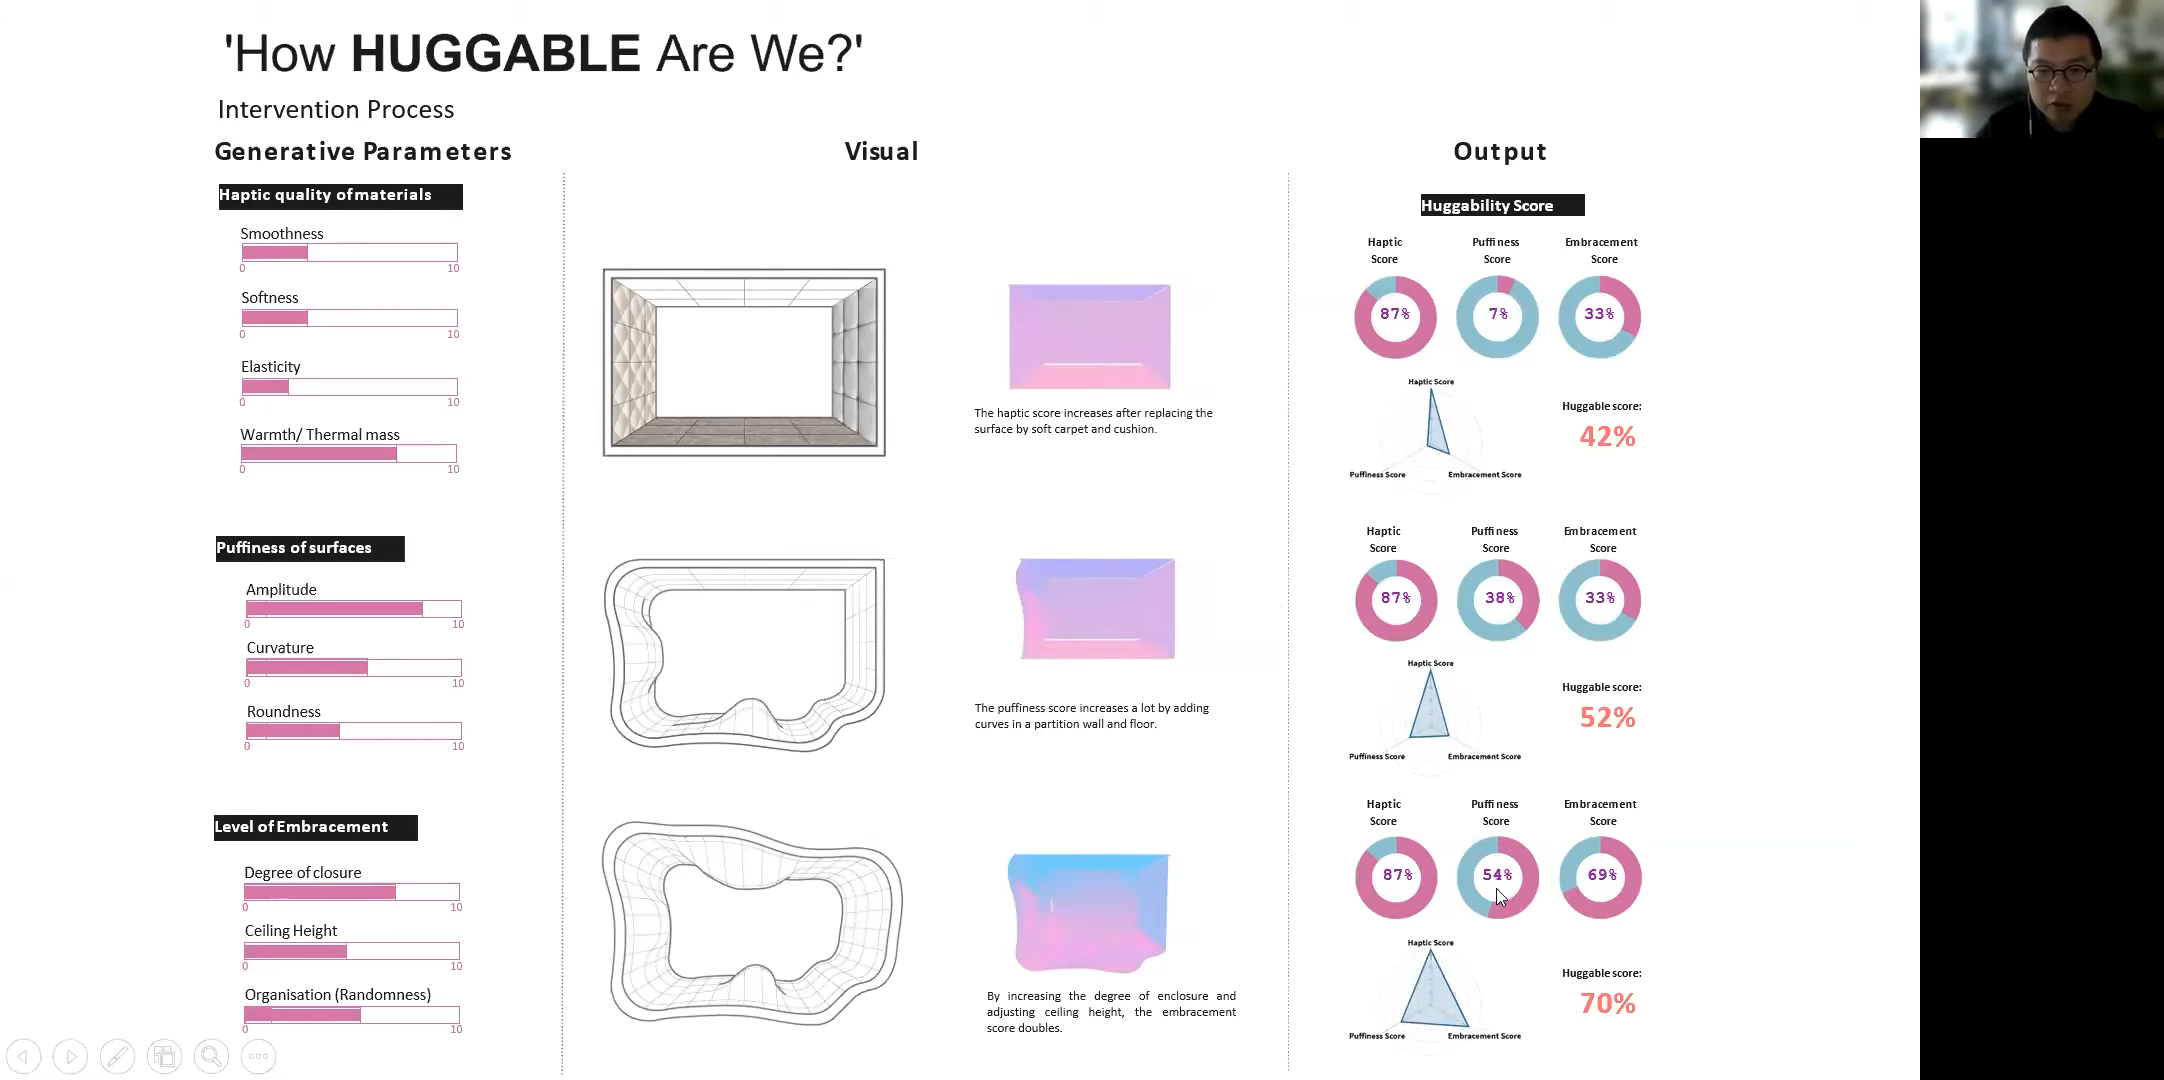 'How HUGGABLE Are We?'
Intervention Process
Generative Parameters
Haptic quality of materials
Smoothness
0 10
Softness
0 10
Elasticity
0 10
Warmth/ Thermal mass
0 10
Puffiness of surfaces
Amplitude
0 10
Curvature
0 10
Roundness
0 10
Level of Embracement
Degree of closure
0 10
Ceiling Height
0 10
Organisation (Randomness)
0 10
Visual
The haptic score increases after replacing the
surface by soft carpet and cushion.
The puffiness score increases a lot by adding
curves in a partition wall and floor.
By increasing the degree of enclosure and
adjusting ceiling height, the embracement
score doubles.
Output
Huggability Score
Haptic
Score
Puffiness
Score
Embracement
Score
87%
7%
33%
Haptic Score
Puffiness Score
Embracement Score
Huggable score:
42%
Haptic
Score
Puffiness
Score
Embracement
Score
87%
38%
33%
Haptic Score
Puffiness Score
Embracement Score
Huggable score:
52%
Haptic
Score
Puffiness
Score
Embracement
Score
87%
54%
69%
Haptic Score
Puffiness Score
Embracement Score
Huggable score:
70%